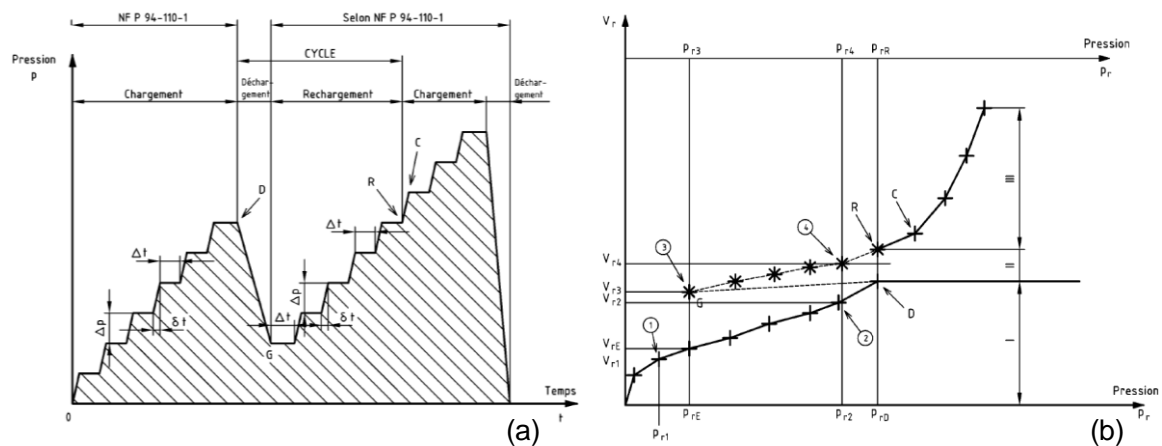 NF P 94-110-1
Selon NF P 94-110-1
Pression
p
CYCLE
Chargement
Déchar-
gement
Rechargement
Chargement
Déchar-
gement
D
C
R
Δt
Δt
Δp
δt
Δp
Δt
δt
G
0
Temps
t
(a)
Vr
Pr3
Pr4
PrR
Pression
Pr
III
C
R
4
3
Vr4
II
Vr3
G
Vr2
D
1
2
VrE
Vr1
I
Pression
PrE
Pr2
PrD
Pr
Pr1
(b)